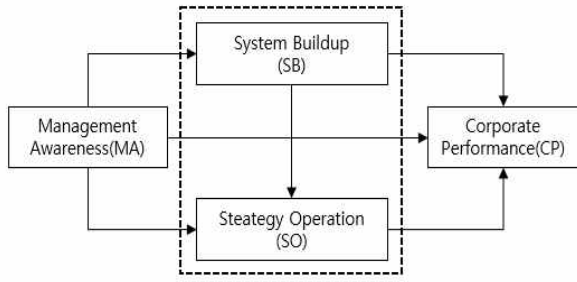 System Buildup
(SB)
Management
Awareness(MA)
Corporate
Performance(CP)
Steategy Operation
(SO)